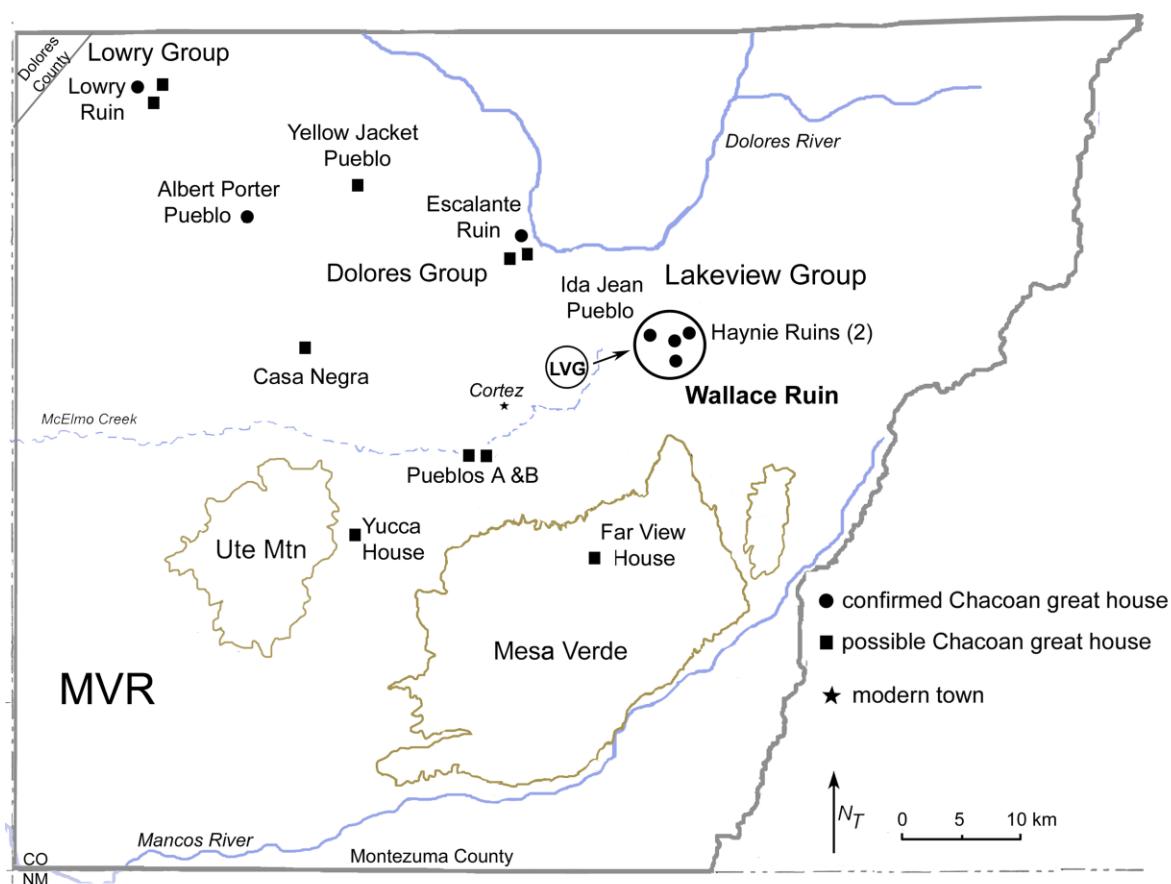 Dolores
County
Lowry Group
Lowry
Ruin
Yellow Jacket
Pueblo
Dolores River
Albert Porter
Pueblo
Escalante
Ruin
Dolores Group
Lakeview Group
Ida Jean
Pueblo
Haynie Ruins (2)
LVG
Casa Negra
Cortez
Wallace Ruin
McElmo Creek
Pueblos A &B
Ute Mtn
Yucca
House
Far View
House
Mesa Verde
confirmed Chacoan great house
possible Chacoan great house
modern town
MVR
NT
0 5 10 km
Mancos River
Montezuma County
CO
NM